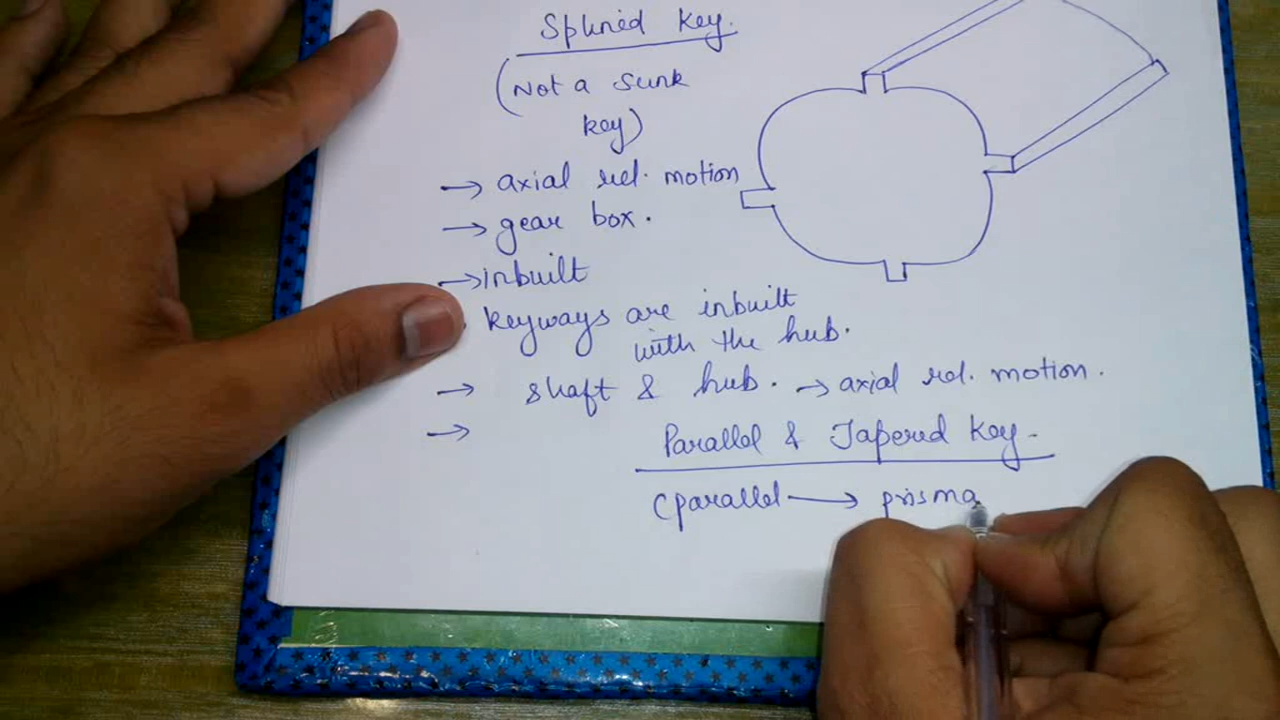 Splined Key.
(Not a sunk
key)
→ axial rel. motion
→ gear box.
→ inbuilt
keyways are inbuilt
with the hub.
→ shaft & hub. → axial rel. motion.
→
Parallel & Tapered Key.
(parallel → prisma